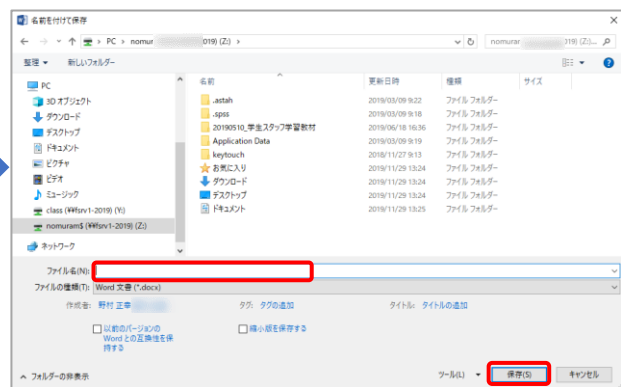 名前を付けて保存
PC › nomur 019) (Z:) ›
nomurar 019) (Z:)...
整理 新しいフォルダー
PC
3D オブジェクト
ダウンロード
デスクトップ
ドキュメント
ピクチャ
ビデオ
ミュージック
class (¥¥fsrv1-2019) (Y:)
nomuram$ (¥¥fsrv1-2019) (Z:)
ネットワーク
名前 更新日時 種類 サイズ
.astah 2019/03/09 9:22 ファイル フォルダー
.spss 2019/03/09 9:18 ファイル フォルダー
20190510_学生スタッフ学習教材 2019/06/18 16:36 ファイル フォルダー
Application Data 2019/03/09 9:19 ファイル フォルダー
keytouch 2018/11/27 9:13 ファイル フォルダー
お気に入り 2019/11/29 13:24 ファイル フォルダー
ダウンロード 2019/11/29 13:24 ファイル フォルダー
デスクトップ 2019/11/29 13:24 ファイル フォルダー
ドキュメント 2019/11/29 13:25 ファイル フォルダー
ファイル名(N):
ファイルの種類(T): Word 文書 (*.docx)
作成者: 野村 正幸 タグ: タグの追加 タイトル: タイトルの追加
以前のバージョンの
Word との互換性を保
持する
縮小版を保存する
フォルダーの非表示 ツール(L) 保存(S) キャンセル